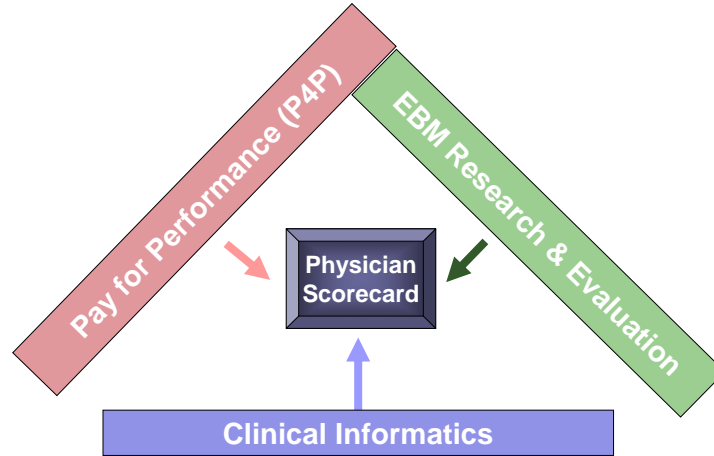 Pay for Performance (P4P)
EBM Research & Evaluation
Physician
Scorecard
Clinical Informatics